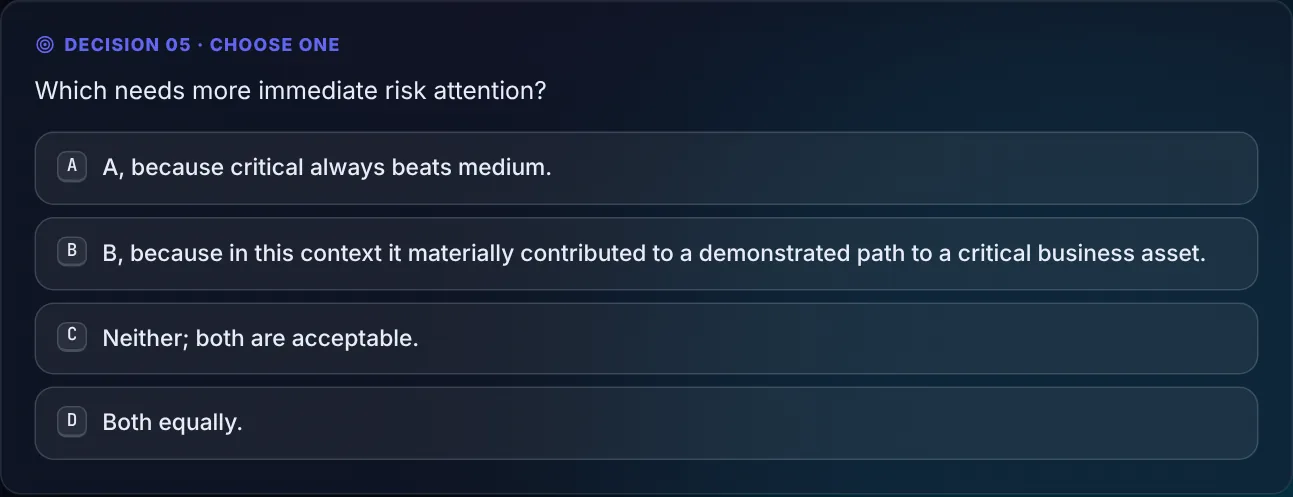 DECISION 05 · CHOOSE ONE
Which needs more immediate risk attention?
A A, because critical always beats medium.
B B, because in this context it materially contributed to a demonstrated path to a critical business asset.
C Neither; both are acceptable.
D Both equally.